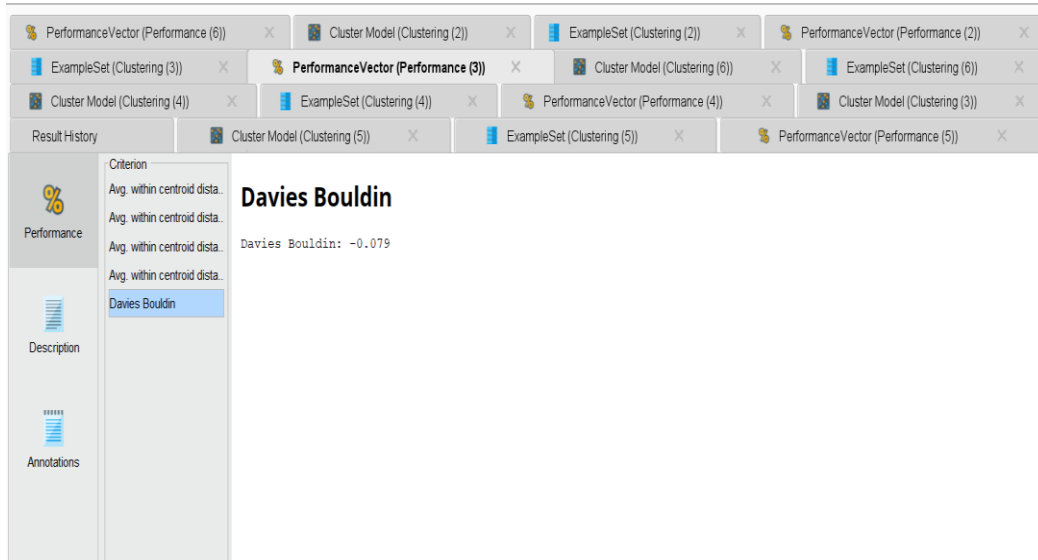 PerformanceVector (Performance (6)) Cluster Model (Clustering (2)) ExampleSet (Clustering (2)) PerformanceVector (Performance (2))
ExampleSet (Clustering (3)) PerformanceVector (Performance (3)) Cluster Model (Clustering (6)) ExampleSet (Clustering (6))
Cluster Model (Clustering (4)) ExampleSet (Clustering (4)) PerformanceVector (Performance (4)) Cluster Model (Clustering (3))
Result History Cluster Model (Clustering (5)) ExampleSet (Clustering (5)) PerformanceVector (Performance (5))
Performance
Description
Annotations
Criterion
Avg. within centroid dista..
Avg. within centroid dista..
Avg. within centroid dista..
Avg. within centroid dista..
Davies Bouldin
Davies Bouldin
Davies Bouldin: -0.079